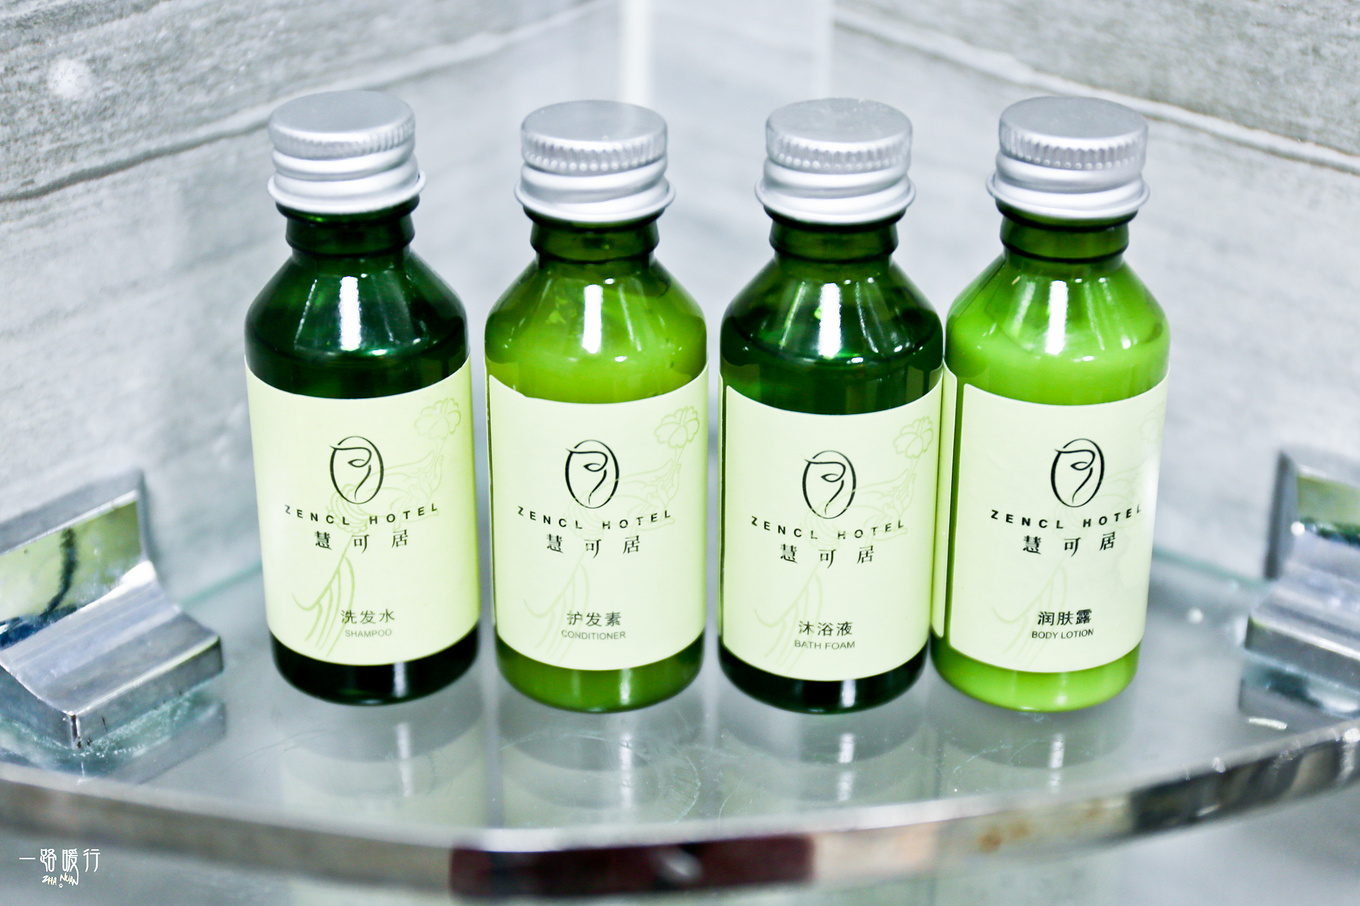 ZENCL HOTEL
慧可居
洗发水
SHAMPOO
ZENCL HOTEL
慧可居
护发素
CONDITIONER
ZENCL HOTEL
慧可居
沐浴液
BATH FOAM
ZENCL HOTEL
慧可居
润肤露
BODY LOTION
一路暖行